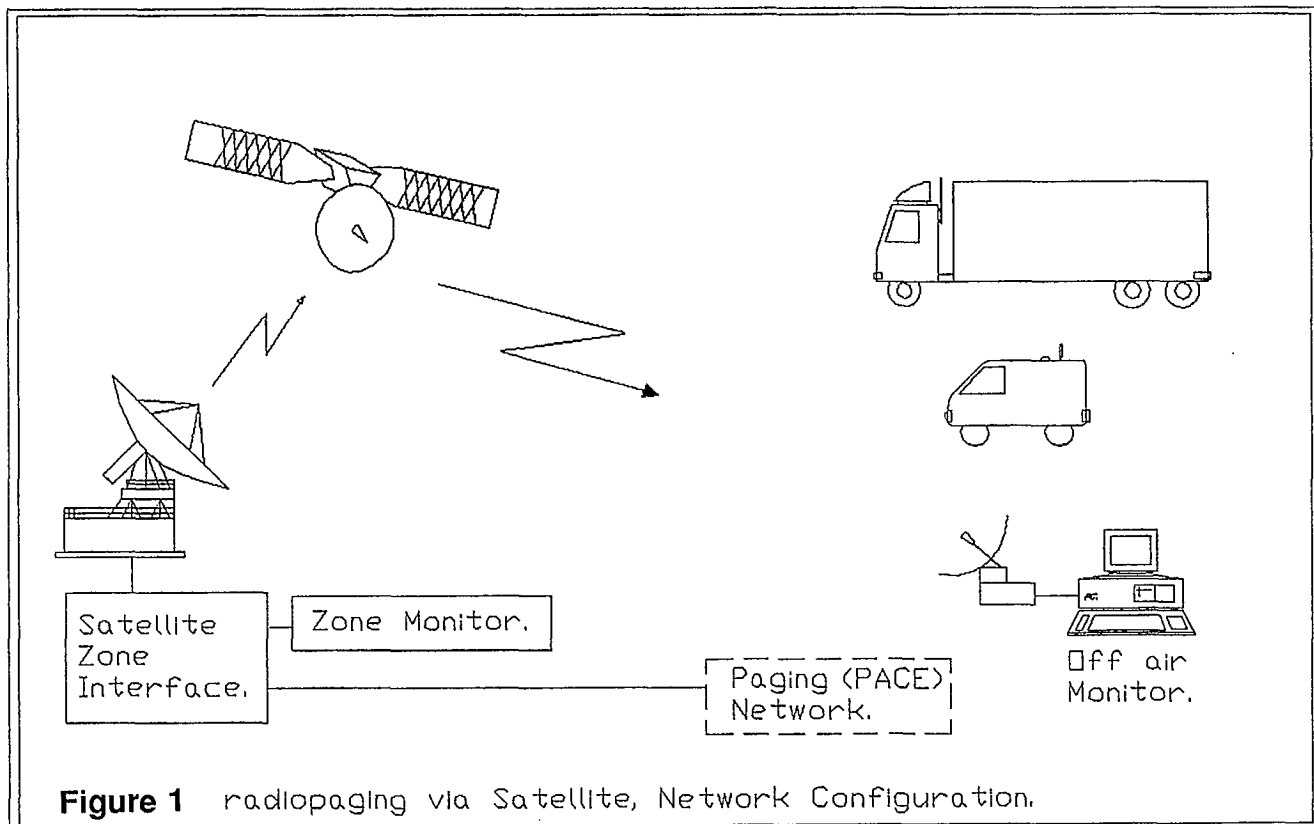 Satellite
Zone
Interface.
Zone Monitor.
Paging (PACE)
Network.
Off air
Monitor.
Figure 1 radiopaging via Satellite, Network Configuration.